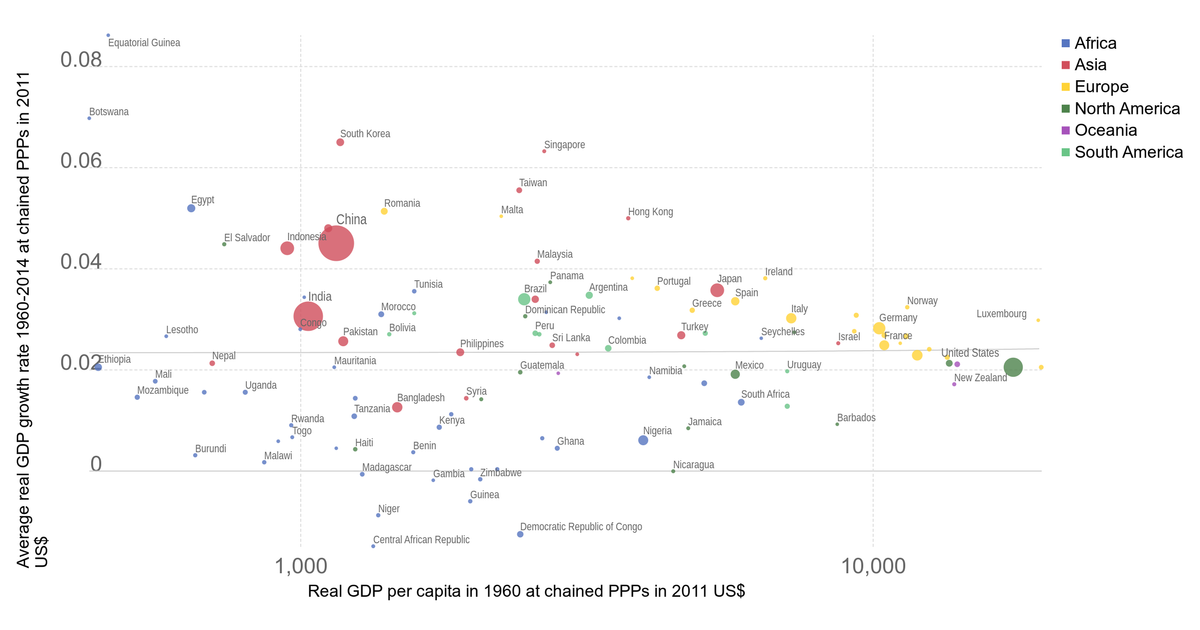 Equatorial Guinea
Africa
Asia
Europe
North America
Oceania
South America
Average real GDP growth rate 1960-2014 at chained PPPs in 2011
US$
0.08
0.06
0.04
0.02
0
Botswana
South Korea
Singapore
Taiwan
Egypt
Romania
Malta
Hong Kong
China
El Salvador
Indonesia
Malaysia
Panama
Portugal
Japan
Ireland
Tunisia
Brazil
Argentina
Spain
India
Morocco
Dominican Republic
Greece
Italy
Norway
Luxembourg
Congo
Lesotho
Pakistan
Bolivia
Peru
Sri Lanka
Colombia
Turkey
Seychelles
Israel
Germany
France
Ethiopia
Nepal
Mauritania
Philippines
Guatemala
Namibia
Mexico
Uruguay
United States
New Zealand
Mali
Mozambique
Uganda
Tanzania
Bangladesh
Syria
South Africa
Rwanda
Togo
Kenya
Jamaica
Barbados
Burundi
Malawi
Haiti
Benin
Ghana
Nigeria
Madagascar
Gambia
Zimbabwe
Nicaragua
Guinea
Niger
Democratic Republic of Congo
Central African Republic
1,000
10,000
Real GDP per capita in 1960 at chained PPPs in 2011 US$